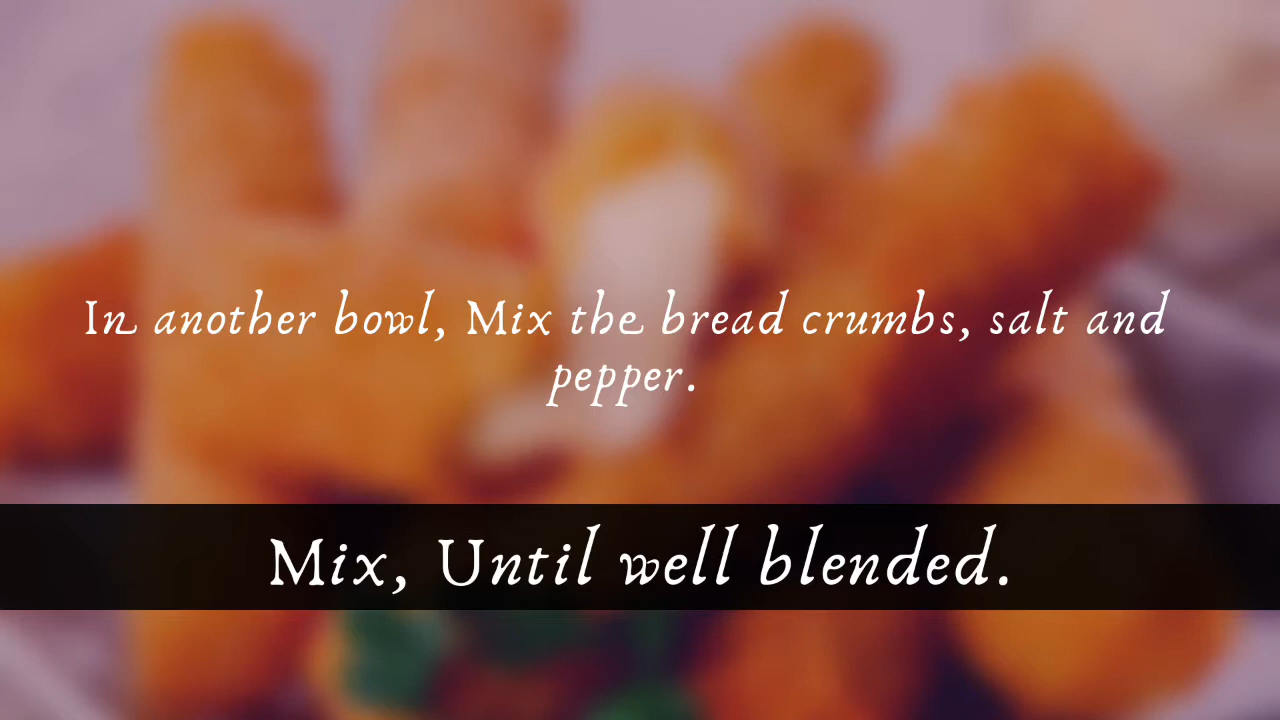 In another bowl, Mix the bread crumbs, salt and
pepper.
Mix, Until well blended.